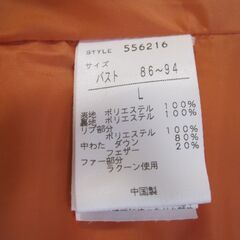 STYLE 556216
サイズ
バスト 86〜94
L
表地 ポリエステル 100%
裏地 ポリエステル 100%
リブ部分
ポリエステル 100%
中わた ダウン 80%
フェザー 20%
ファー部分
ラクーン使用
中国製